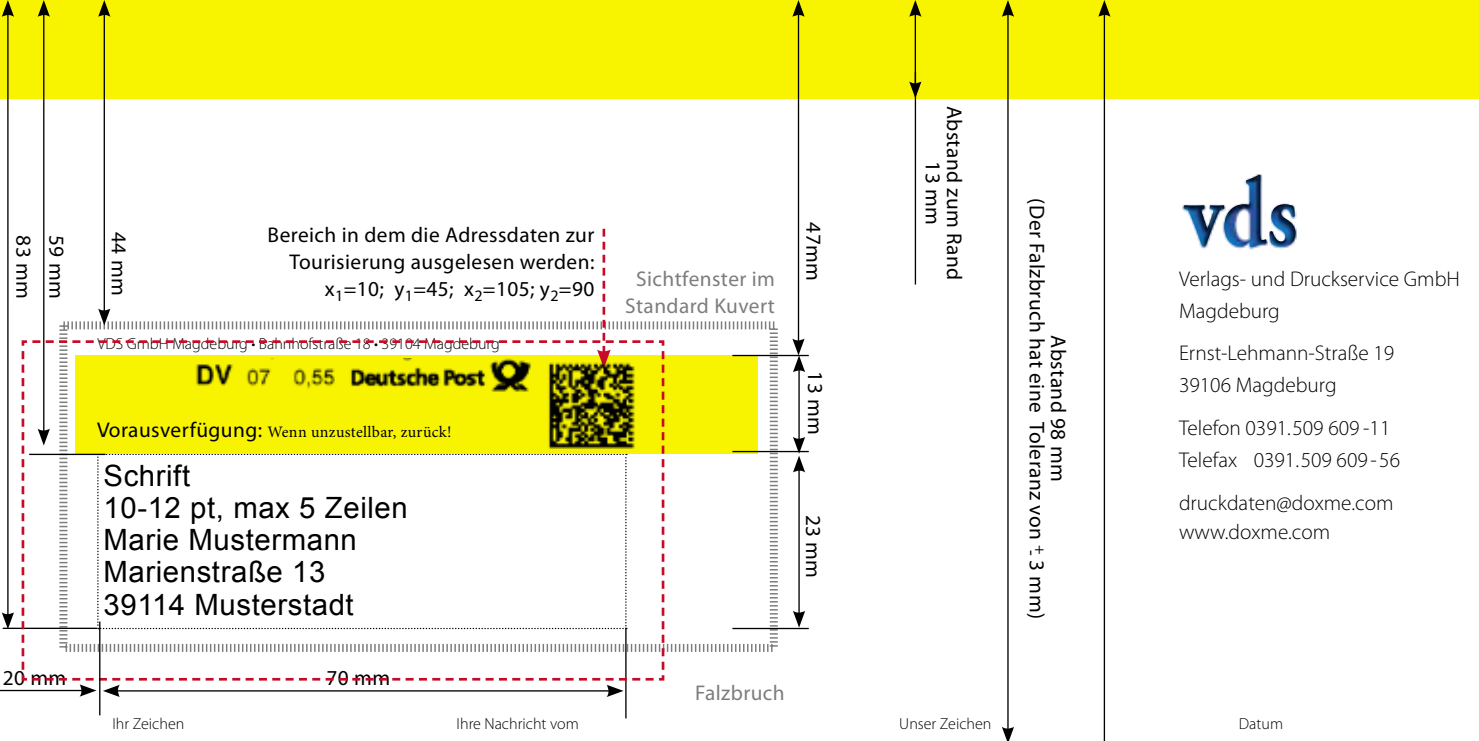 83 mm
59 mm
44 mm
Bereich in dem die Adressdaten zur
Tourisierung ausgelesen werden:
x₁=10; y₁=45; x₂=105; y₂=90
Sichtfenster im
Standard Kuvert
47mm
Abstand zum Rand
13 mm
Abstand 98 mm
(Der Falzbruch hat eine Toleranz von ± 3 mm)
vds
Verlags- und Druckservice GmbH
Magdeburg
Ernst-Lehmann-Straße 19
39106 Magdeburg
Telefon 0391.509 609-11
Telefax 0391.509 609-56
druckdaten@doxme.com
www.doxme.com
VDS GmbH Magdeburg • Bahnhofstraße 18 • 39104 Magdeburg
DV 07 0,55 Deutsche Post
Vorausverfügung: Wenn unzustellbar, zurück!
13 mm
Schrift
10-12 pt, max 5 Zeilen
Marie Mustermann
Marienstraße 13
39114 Musterstadt
23 mm
20 mm
70 mm
Falzbruch
Ihr Zeichen
Ihre Nachricht vom
Unser Zeichen
Datum